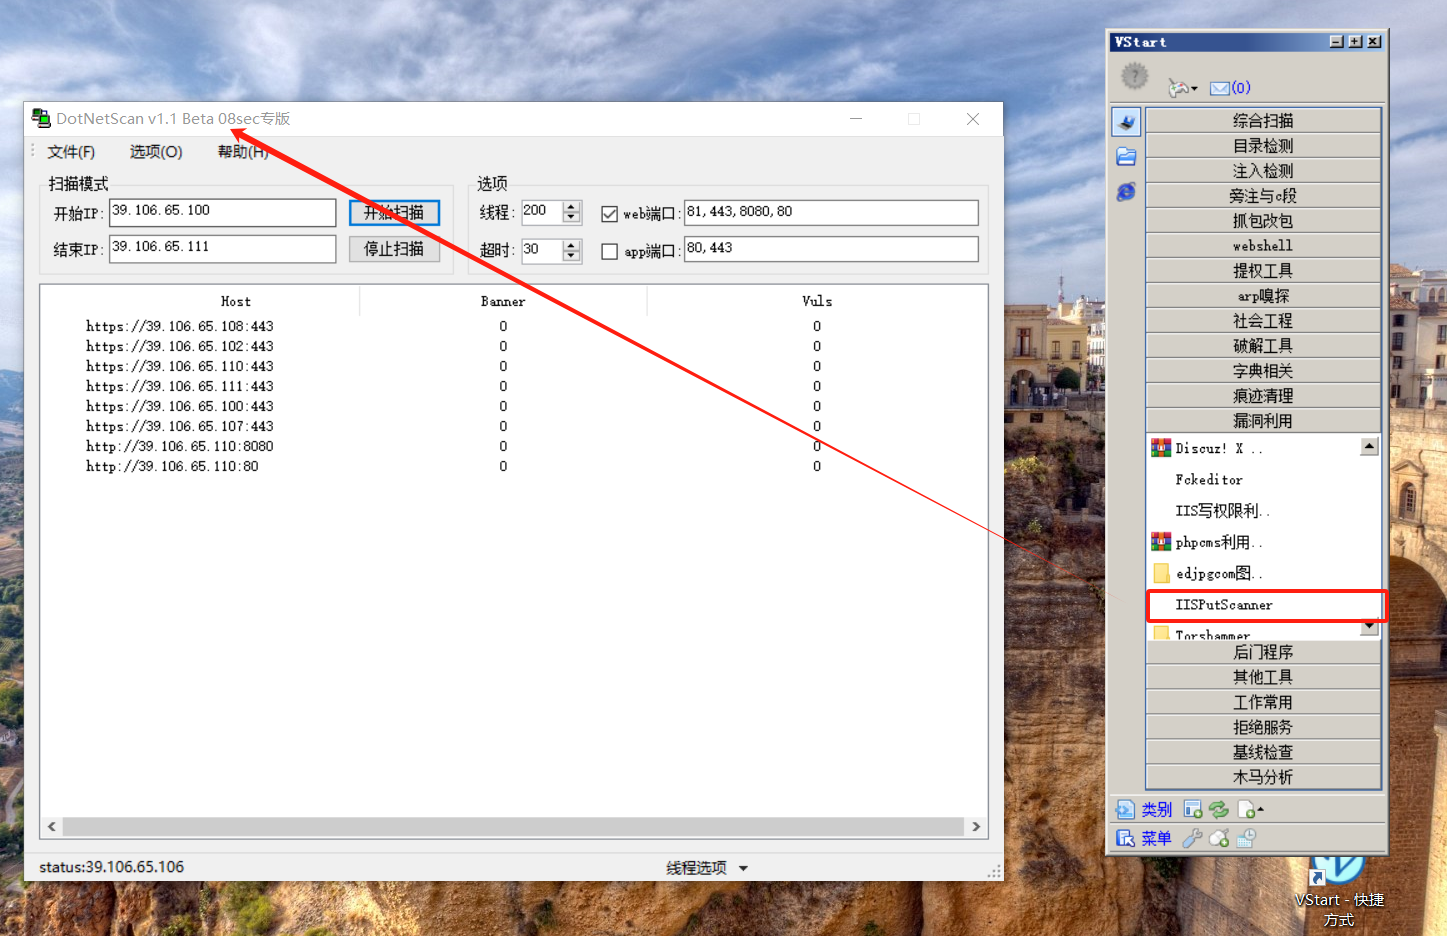 DotNetScan v1.1 Beta 08sec专版
文件(F) 选项(O) 帮助(H)
扫描模式
开始IP: 39.106.65.100 开始扫描
结束IP: 39.106.65.111 停止扫描
选项
线程: 200 web端口: 81,443,8080,80
超时: 30 app端口: 80,443
Host Banner Vuls
https://39.106.65.108:443 0 0
https://39.106.65.102:443 0 0
https://39.106.65.110:443 0 0
https://39.106.65.111:443 0 0
https://39.106.65.100:443 0 0
https://39.106.65.107:443 0 0
http://39.106.65.110:8080 0 0
http://39.106.65.110:80 0 0
status:39.106.65.106 线程选项
VStart
(0)
综合扫描
目录检测
注入检测
旁注与c段
抓包改包
webshell
提权工具
arp嗅探
社会工程
破解工具
字典相关
痕迹清理
漏洞利用
Discuz! X ..
Fckeditor
IIS写权限利..
phpcms利用..
edjpgcom图..
IISPutScanner
Torshammer
后门程序
其他工具
工作常用
拒绝服务
基线检查
木马分析
类别
菜单
VStart - 快捷
方式